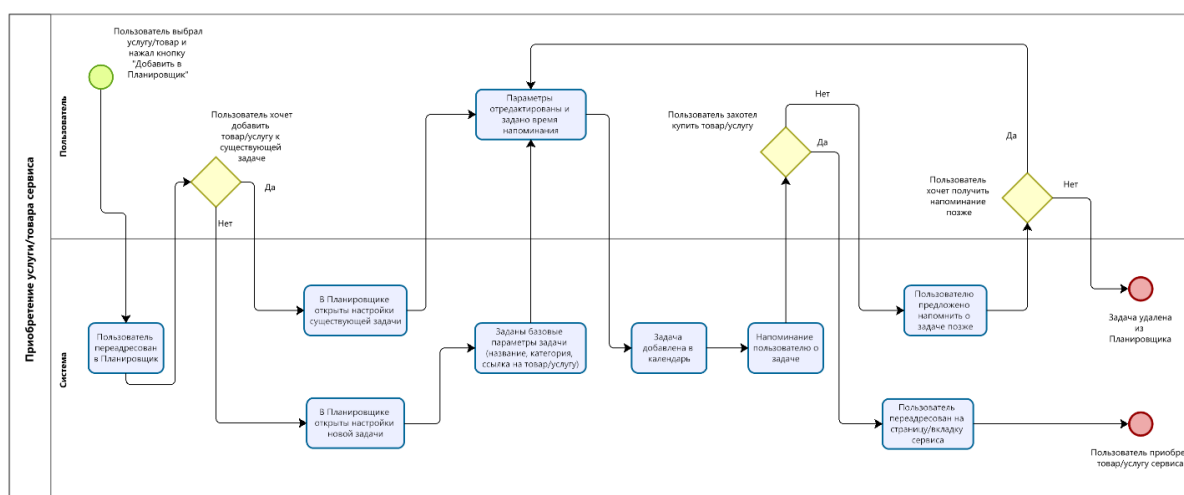 Приобретение услуги/товара сервиса
Пользователь
Система
Пользователь выбрал
услугу/товар и
нажал кнопку
"Добавить в
Планировщик"
Пользователь хочет
добавить
товар/услугу к
существующей
задаче
Да
Нет
Пользователь
переадресован
в Планировщик
В Планировщике
открыты настройки
существующей задачи
В Планировщике
открыты настройки
новой задачи
Параметры
отредактированы и
задано время
напоминания
Заданы базовые
параметры задачи
(название, категория,
ссылка на товар/услугу)
Задача
добавлена в
календарь
Напоминание
пользователю о
задаче
Пользователь захотел
купить товар/услугу
Нет
Да
Пользователю
предложено
напомнить о
задаче позже
Пользователь
переадресован на
страницу/вкладку
сервиса
Пользователь
хочет получить
напоминание
позже
Да
Нет
Задача удалена
из
Планировщика
Пользователь приобре
товар/услугу сервиса